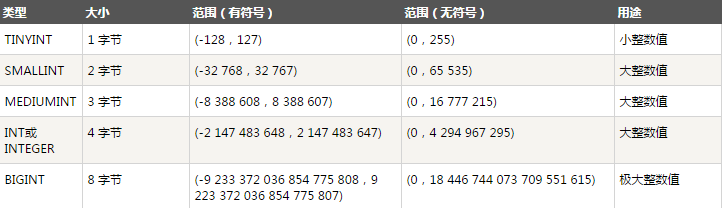 类型 大小 范围（有符号） 范围（无符号） 用途
TINYINT 1 字节 (-128，127) (0，255) 小整数值
SMALLINT 2 字节 (-32 768，32 767) (0，65 535) 大整数值
MEDIUMINT 3 字节 (-8 388 608，8 388 607) (0，16 777 215) 大整数值
INT或 4 字节 (-2 147 483 648，2 147 483 647) (0，4 294 967 295) 大整数值
INTEGER
BIGINT 8 字节 (-9 233 372 036 854 775 808，9 (0，18 446 744 073 709 551 615) 极大整数值
223 372 036 854 775 807)